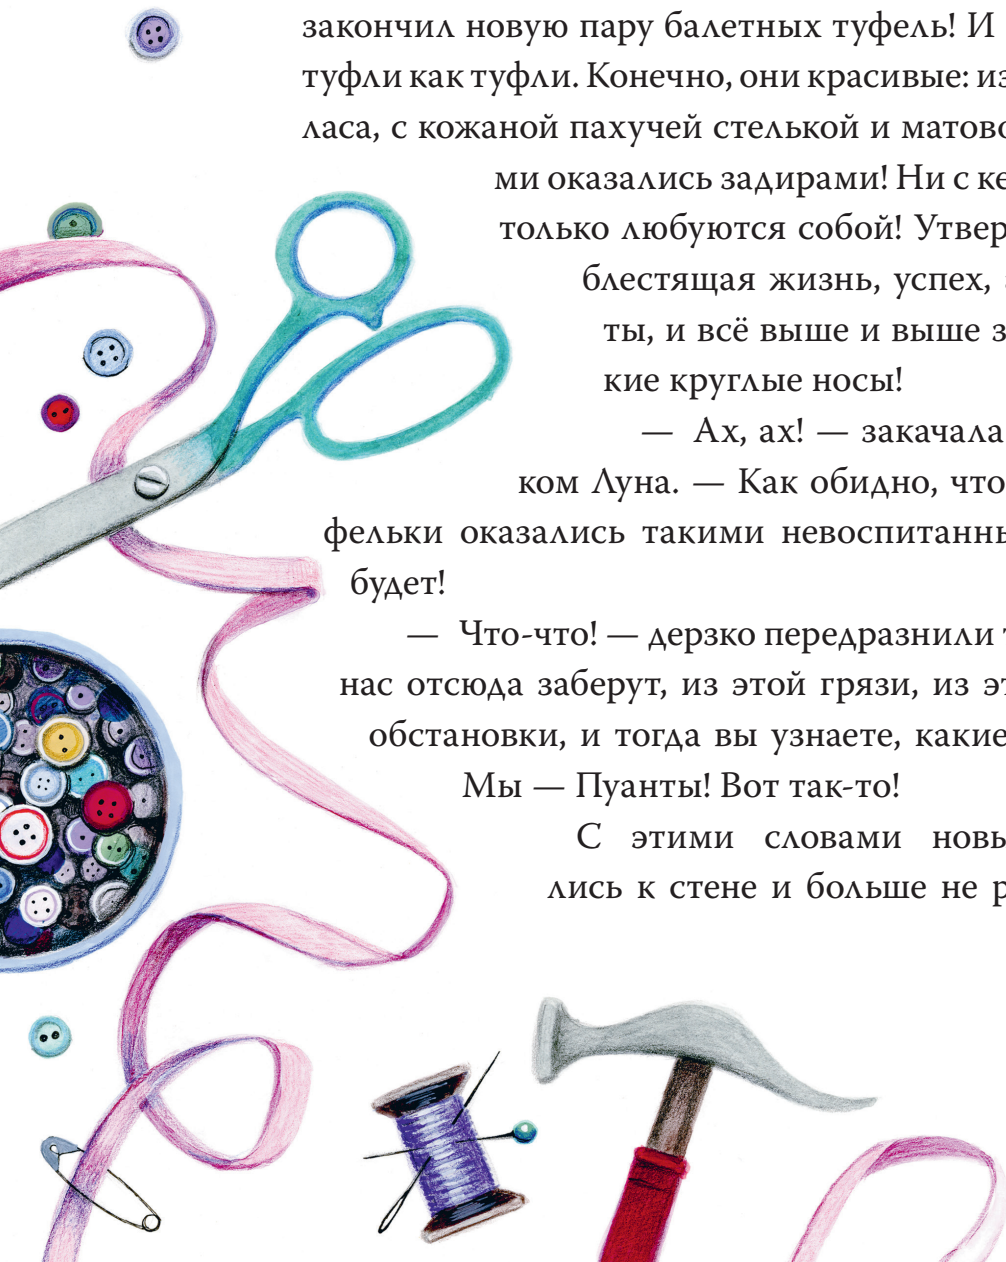 закончил новую пару балетных туфель! И
туфли как туфли. Конечно, они красивые: из
ласа, с кожаной пахучей стелькой и матово
ми оказались задирами! Ни с ке
только любуются собой! Утвер
блестящая жизнь, успех,
ты, и всё выше и выше з
кие круглые носы!
— Ах, ах! — закачала
ком Луна. — Как обидно, что
фельки оказались такими невоспитанны
будет!
— Что-что! — дерзко передразнили т
нас отсюда заберут, из этой грязи, из эт
обстановки, и тогда вы узнаете, какие
Мы — Пуанты! Вот так-то!
С этими словами новы
лись к стене и больше не р